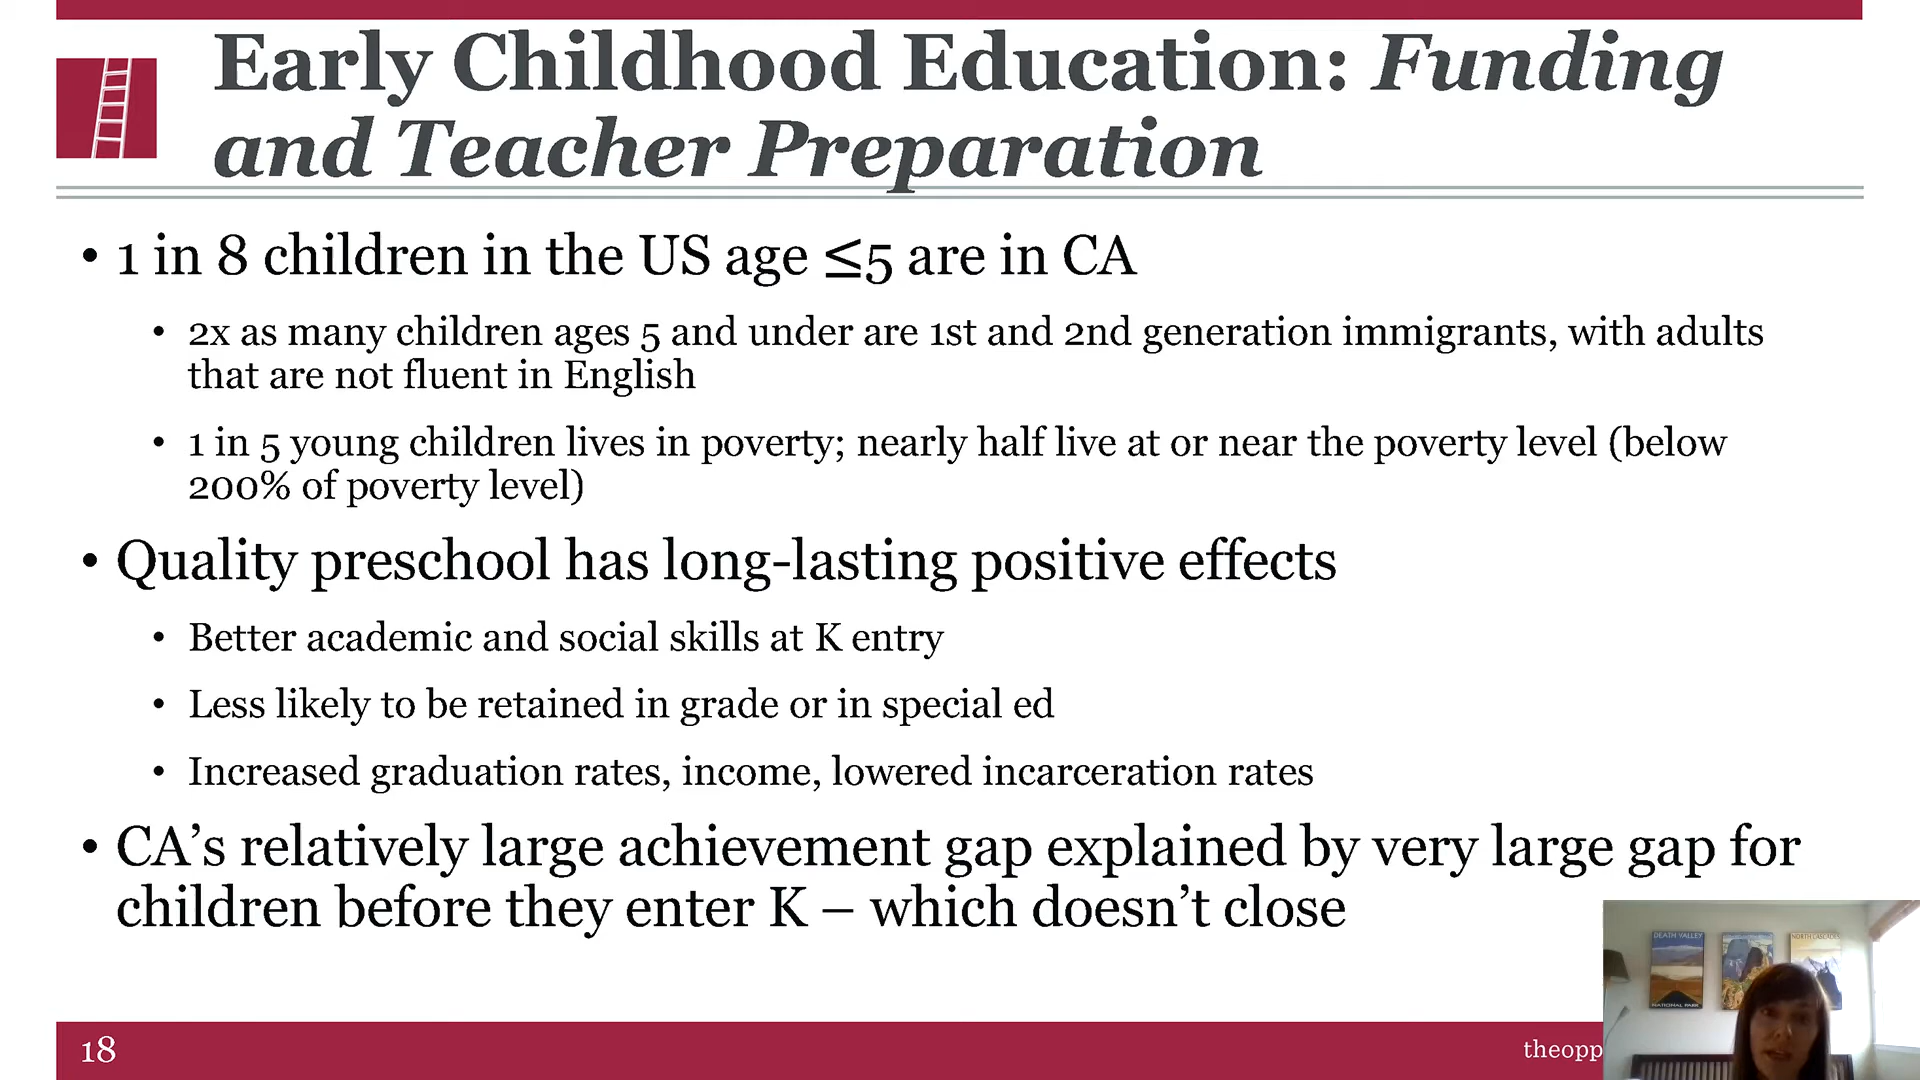 Early Childhood Education: Funding
and Teacher Preparation
• 1 in 8 children in the US age ≤5 are in CA
• 2x as many children ages 5 and under are 1st and 2nd generation immigrants, with adults
that are not fluent in English
• 1 in 5 young children lives in poverty; nearly half live at or near the poverty level (below
200% of poverty level)
• Quality preschool has long-lasting positive effects
• Better academic and social skills at K entry
• Less likely to be retained in grade or in special ed
• Increased graduation rates, income, lowered incarceration rates
• CA’s relatively large achievement gap explained by very large gap for
children before they enter K – which doesn’t close
DEATH VALLEY
NATIONAL PARK
NORTH CASCADES
18
theopp